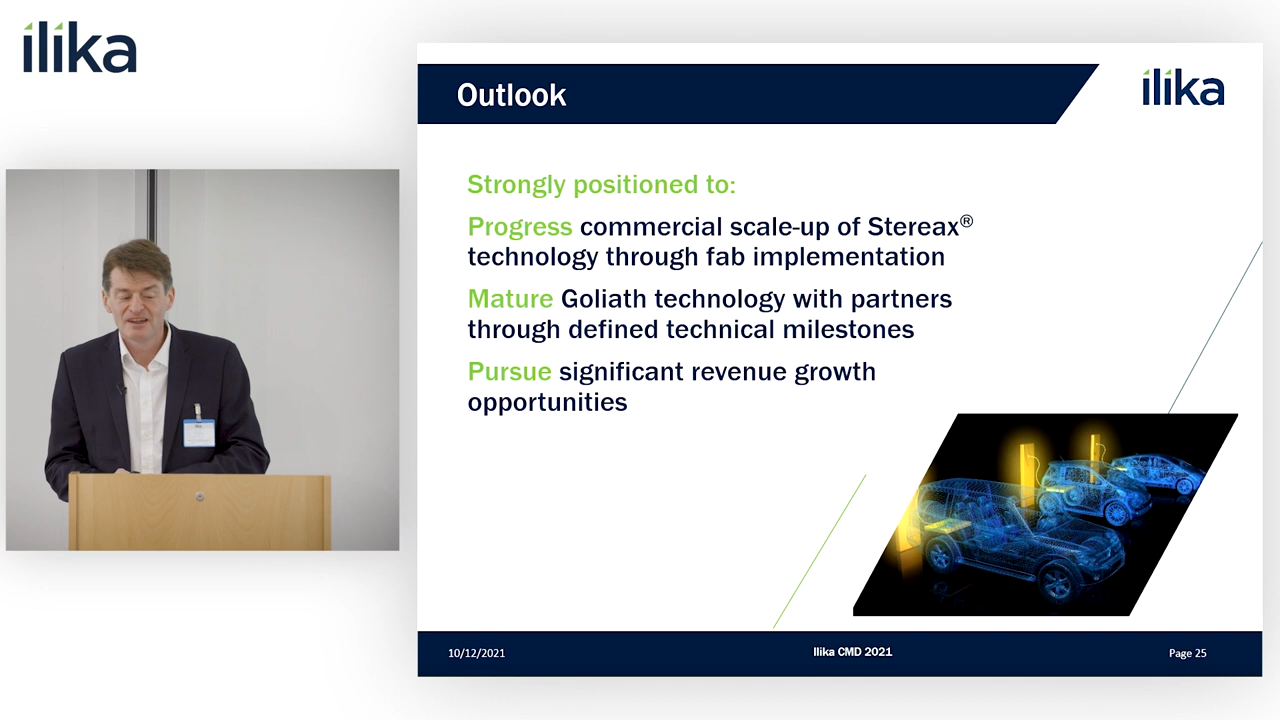 ilika
Outlook
ilika
Strongly positioned to:
Progress commercial scale-up of Stereax®
technology through fab implementation
Mature Goliath technology with partners
through defined technical milestones
Pursue significant revenue growth
opportunities
10/12/2021
Ilika CMD 2021
Page 25